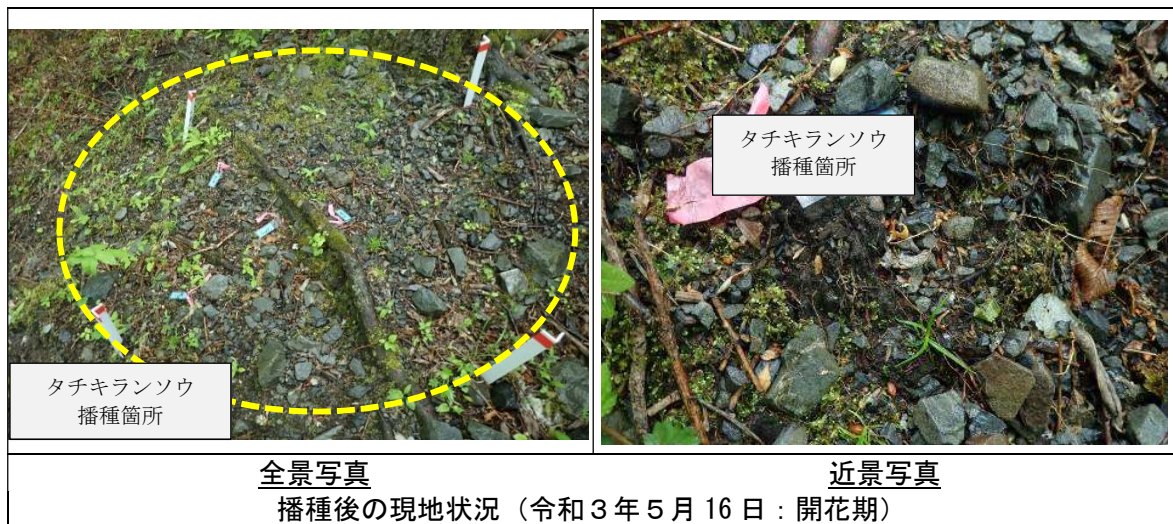 タチキランソウ
播種箇所
タチキランソウ
播種箇所
全景写真
近景写真
播種後の現地状況（令和３年５月 16 日：開花期）